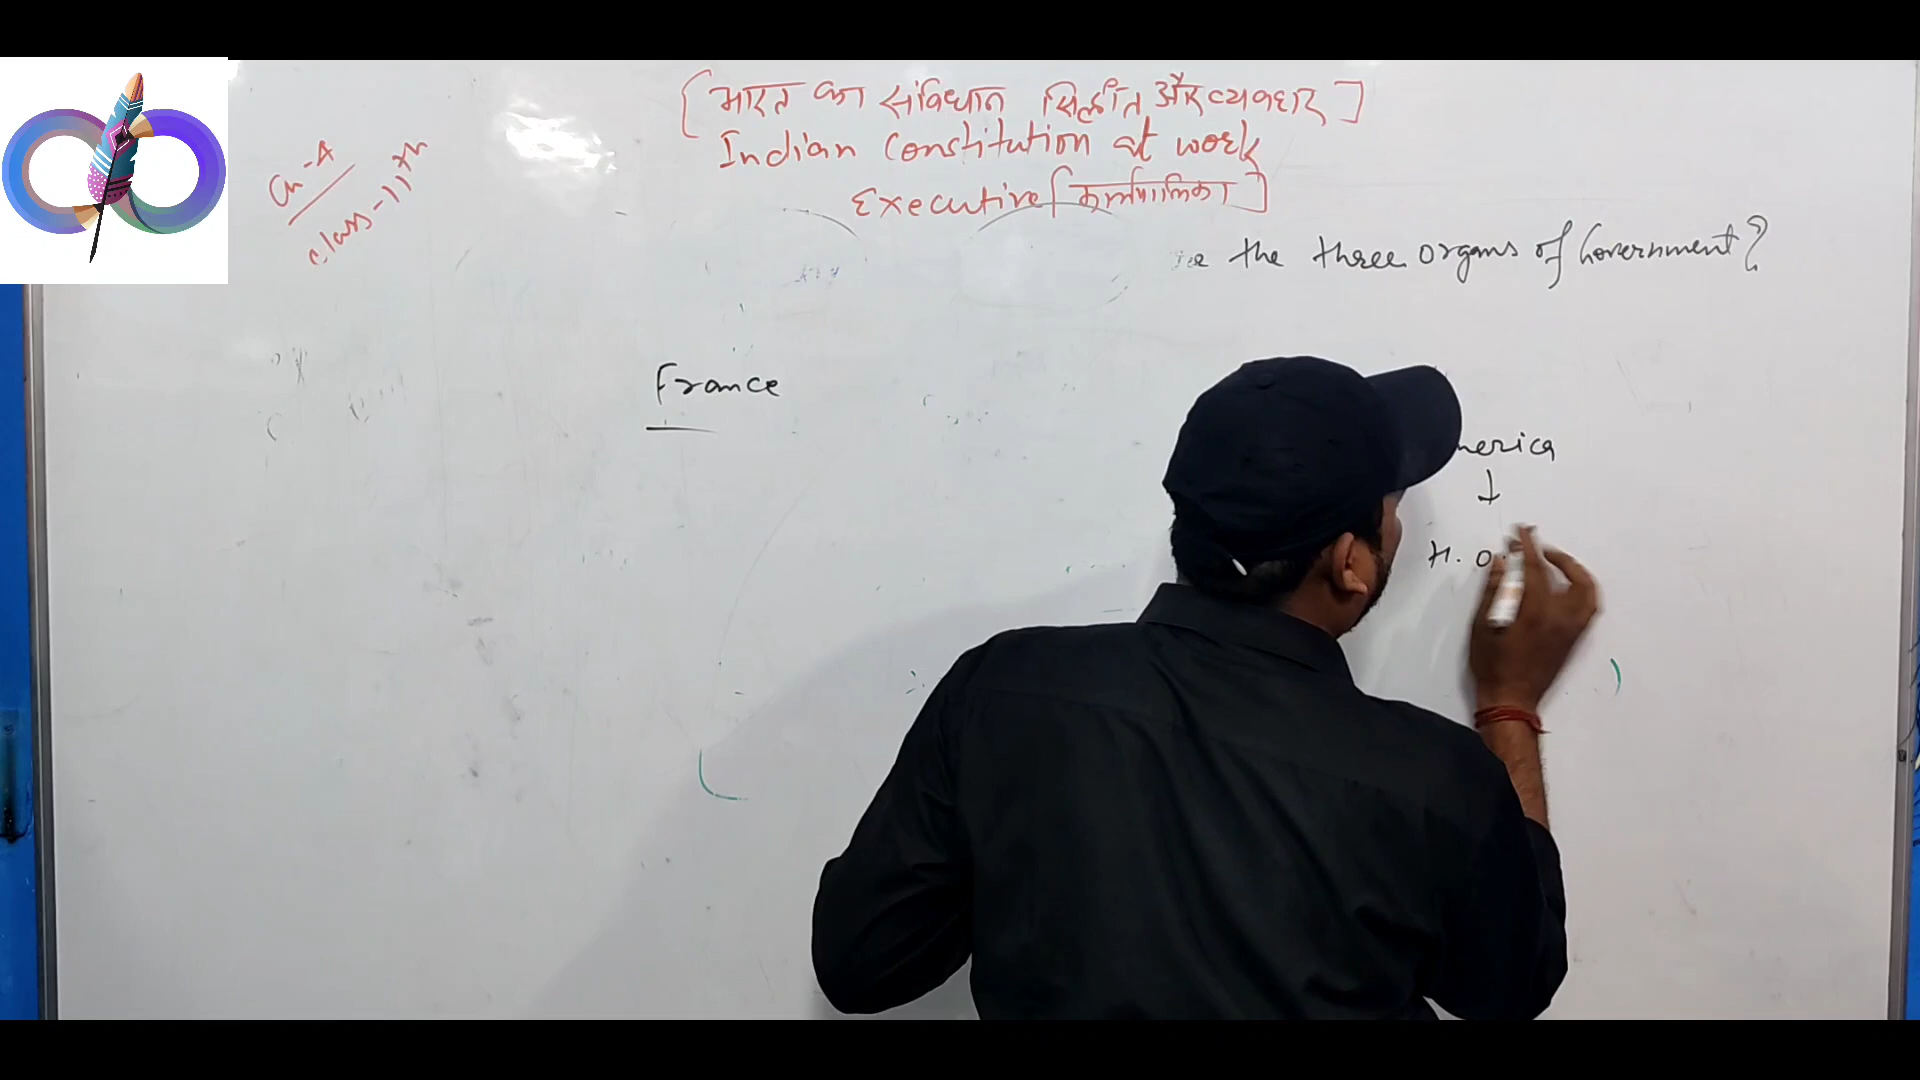 [भारत का संविधान सिद्धांत और व्यवहार]
Indian Constitution at work
Executive [कार्यपालिका]
Ch-4
class-11th
the three organs of Government?
France
merica
H. O.